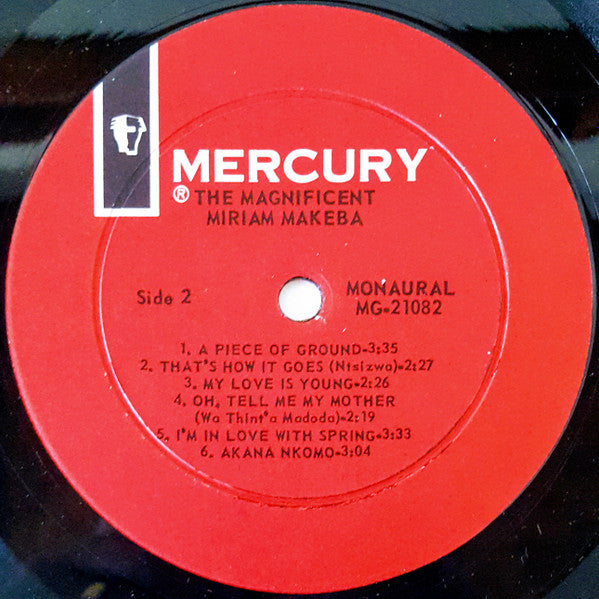 MERCURY
® THE MAGNIFICENT
MIRIAM MAKEBA
Side 2
MONAURAL
MG-21082
1. A PIECE OF GROUND-3:35
2. THAT'S HOW IT GOES (Ntsizwa)-2:27
3. MY LOVE IS YOUNG-2:26
4. OH, TELL ME MY MOTHER
(Wa Thint'a Madoda)-2:19
5. I'M IN LOVE WITH SPRING-3:33
6. AKANA NKOMO-3:04